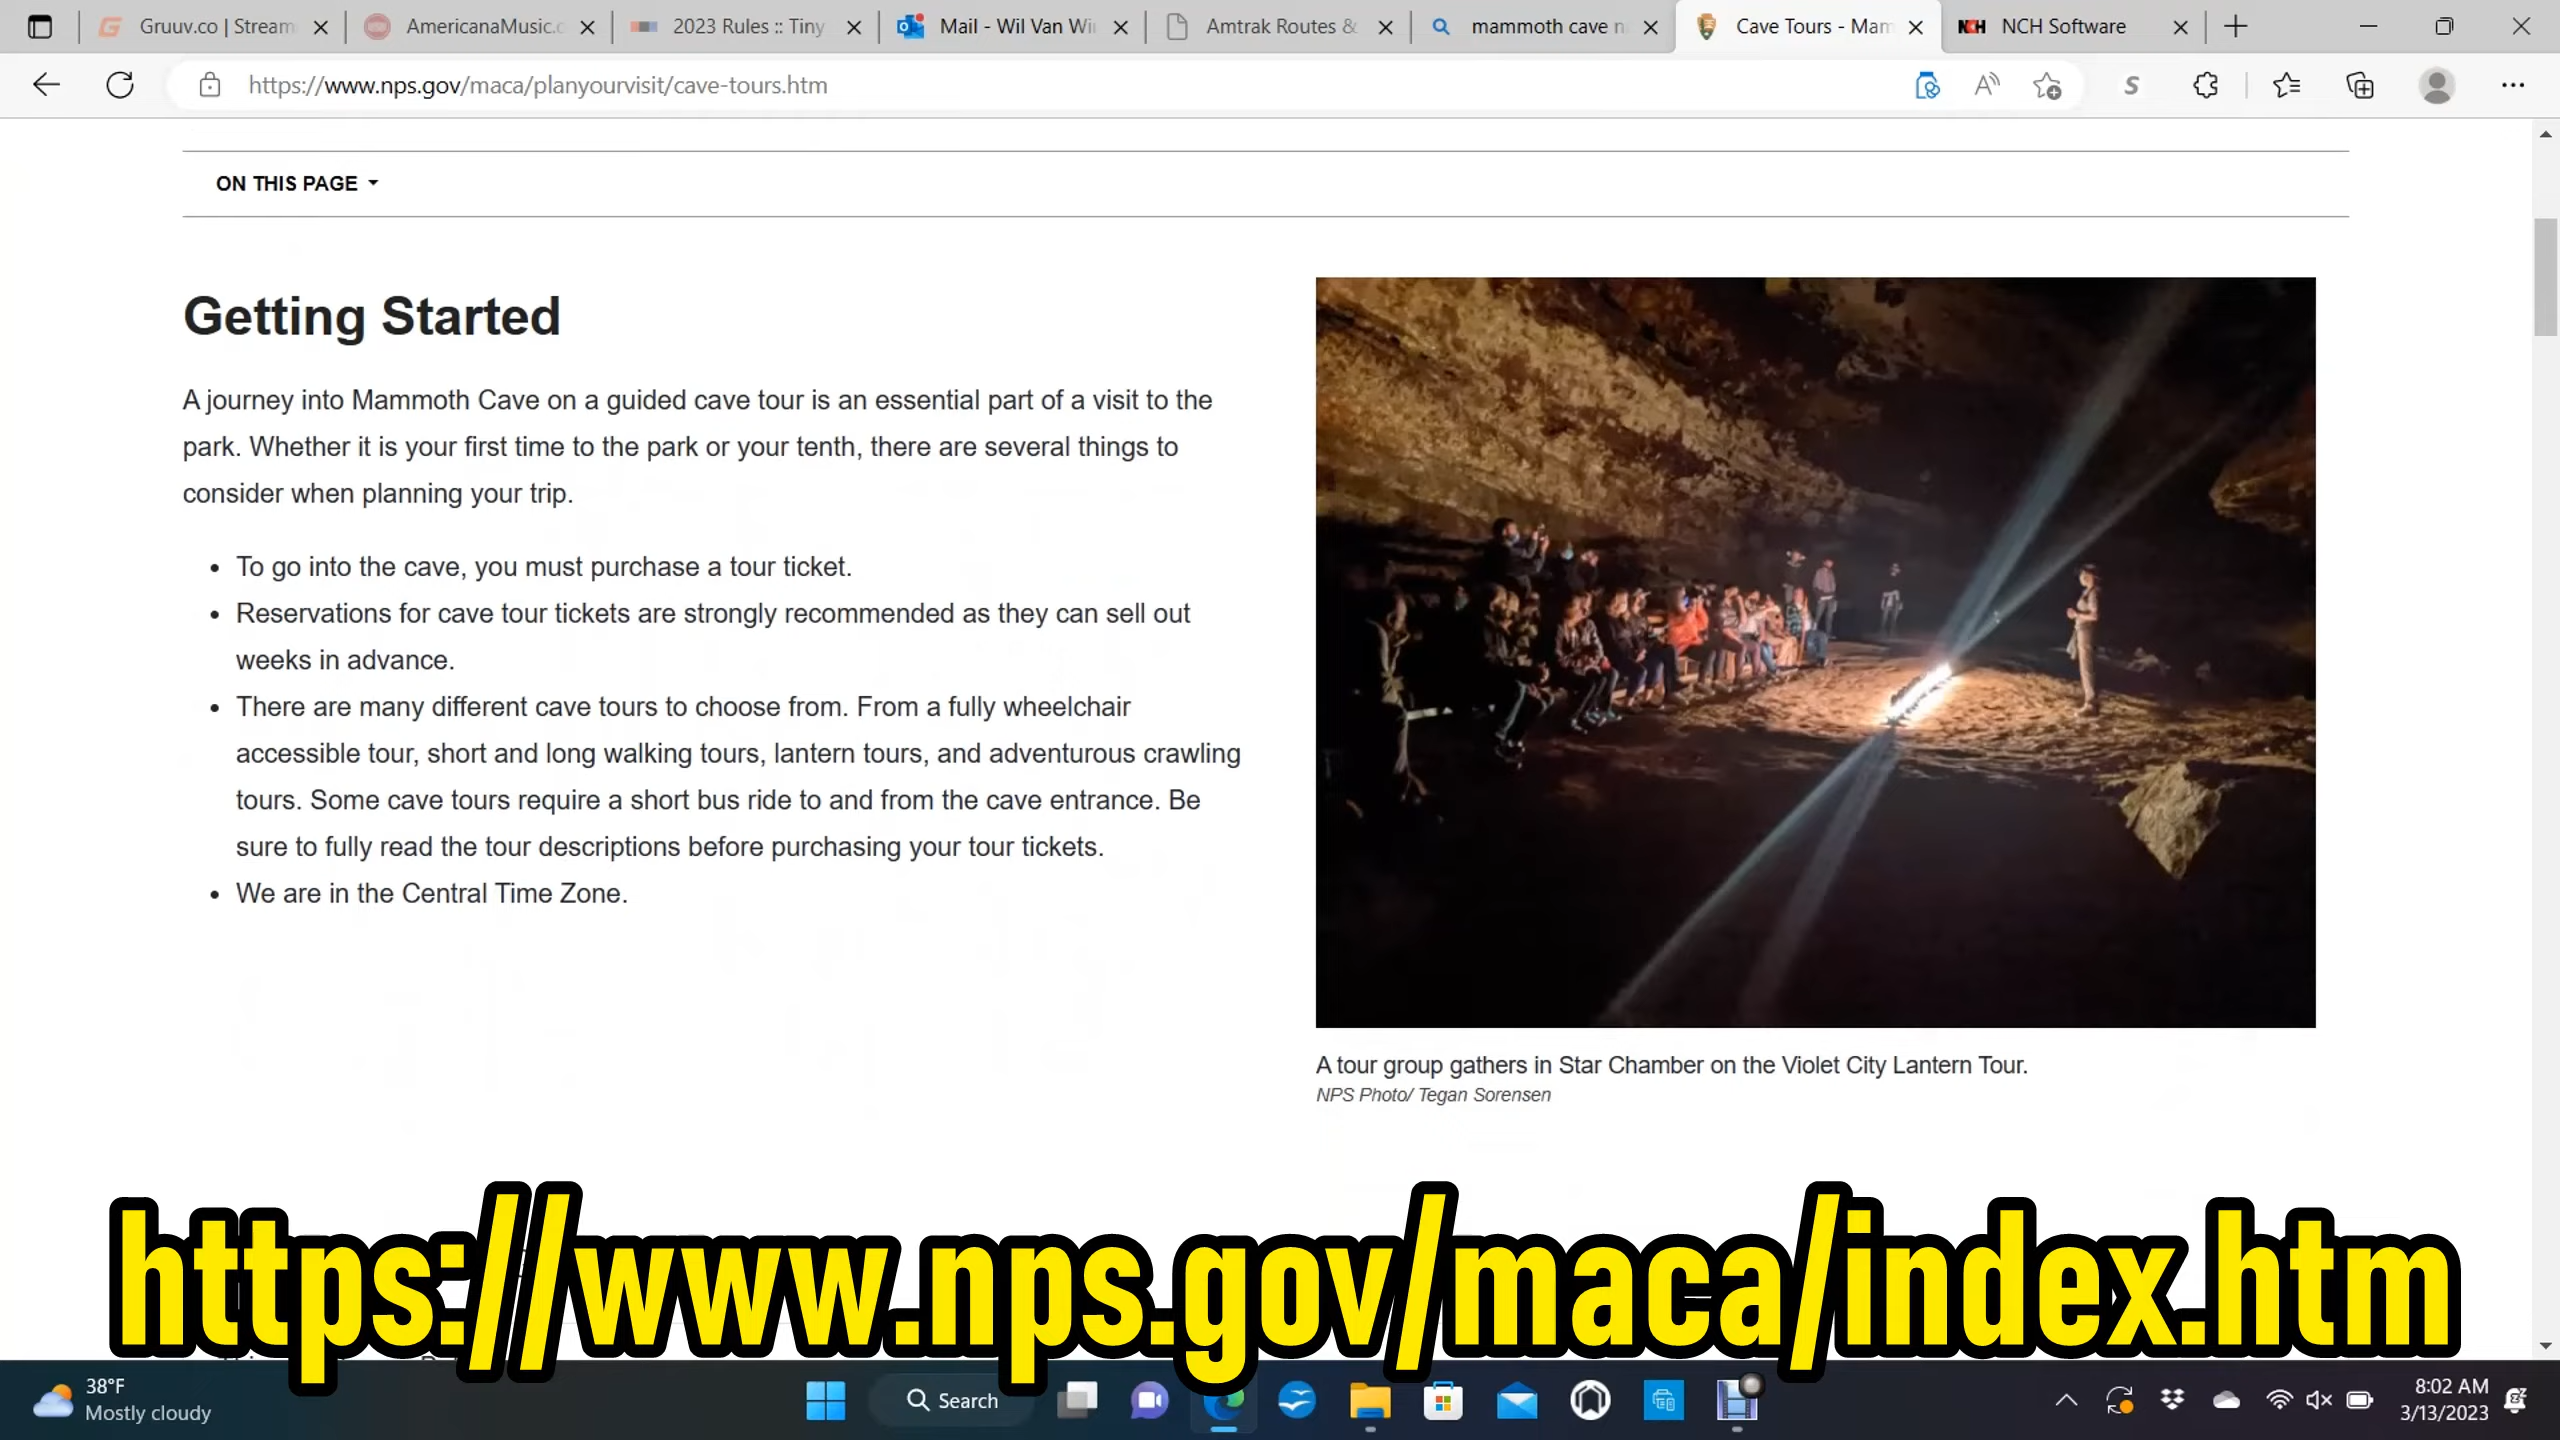 Gruuv.co | Stream
AmericanaMusic.c
2023 Rules :: Tiny
Mail - Wil Van Wi
Amtrak Routes &
mammoth cave n
Cave Tours - Mam
NCH Software
https://www.nps.gov/maca/planyourvisit/cave-tours.htm
ON THIS PAGE
Getting Started
A journey into Mammoth Cave on a guided cave tour is an essential part of a visit to the
park. Whether it is your first time to the park or your tenth, there are several things to
consider when planning your trip.
• To go into the cave, you must purchase a tour ticket.
• Reservations for cave tour tickets are strongly recommended as they can sell out
weeks in advance.
• There are many different cave tours to choose from. From a fully wheelchair
accessible tour, short and long walking tours, lantern tours, and adventurous crawling
tours. Some cave tours require a short bus ride to and from the cave entrance. Be
sure to fully read the tour descriptions before purchasing your tour tickets.
• We are in the Central Time Zone.
A tour group gathers in Star Chamber on the Violet City Lantern Tour.
NPS Photo/ Tegan Sorensen
https://www.nps.gov/maca/index.htm
38°F
Mostly cloudy
Search
8:02 AM
3/13/2023